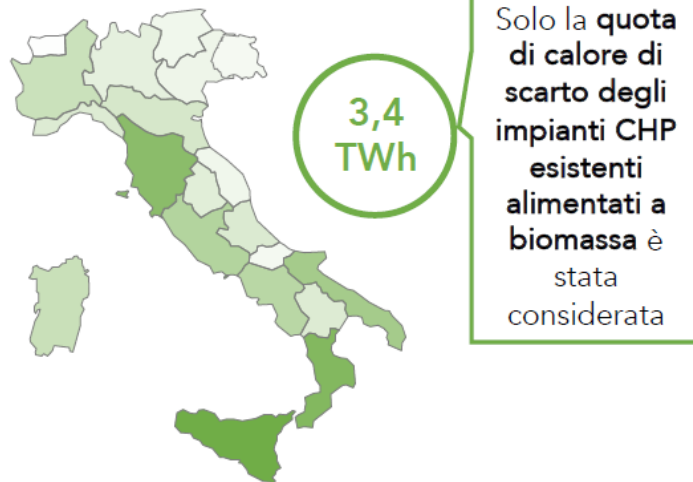 3,4
TWh
Solo la quota
di calore di
scarto degli
impianti CHP
esistenti
alimentati a
biomassa è
stata
considerata